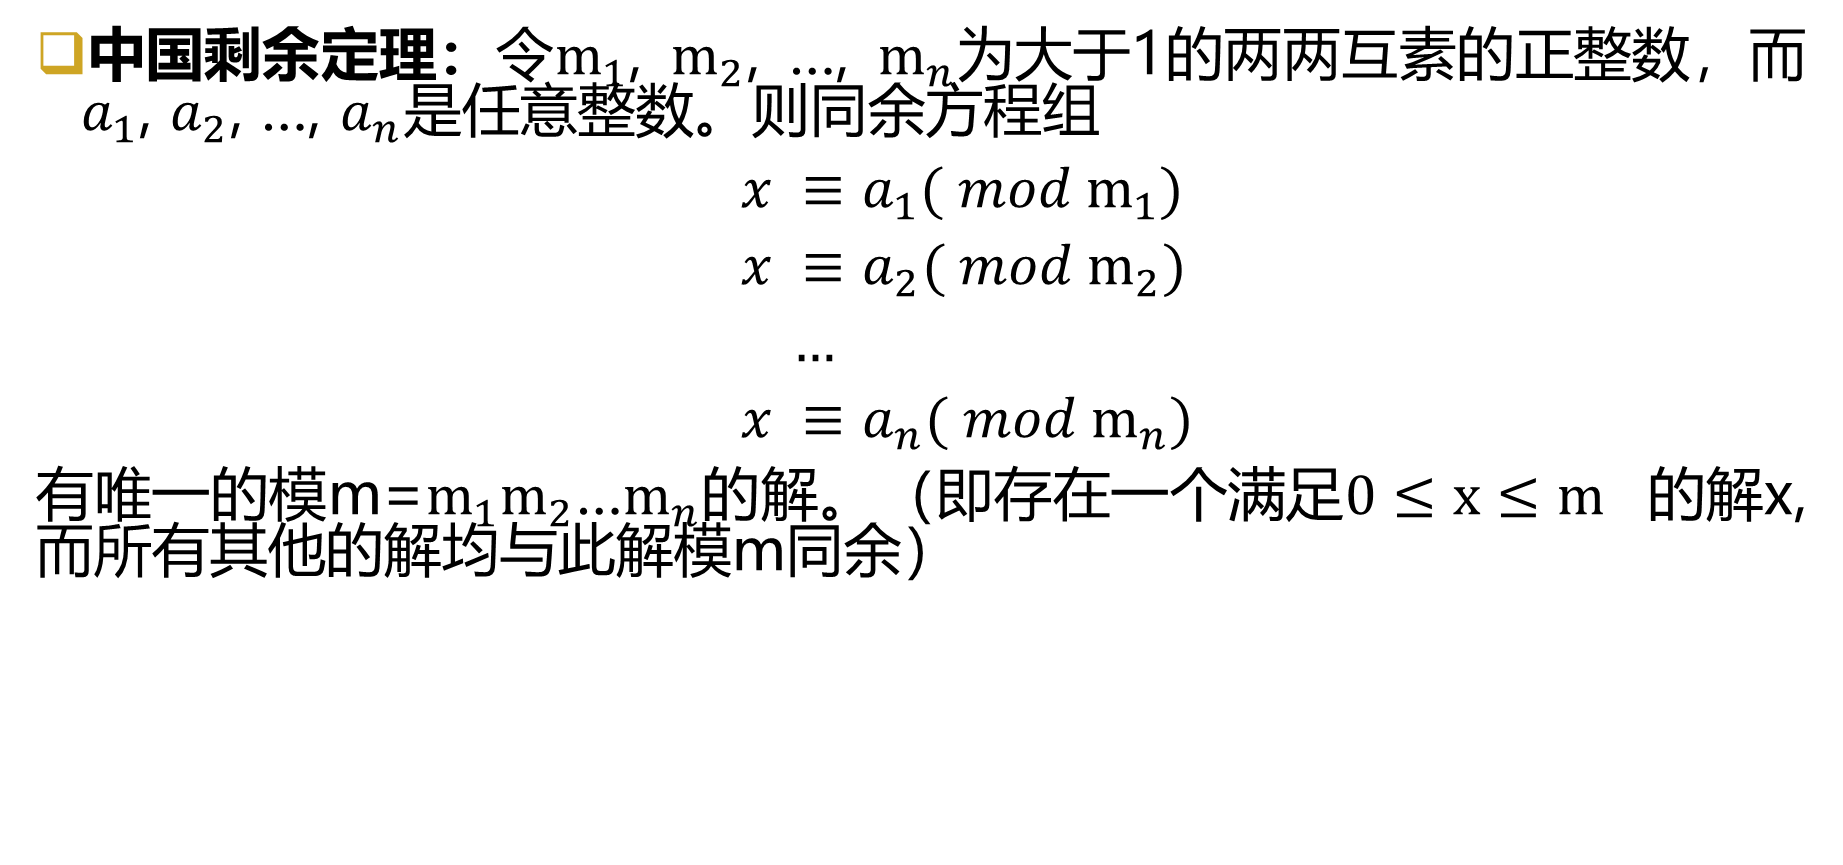 中国剩余定理：令m₁, m₂, …, mₙ为大于1的两两互素的正整数，而
a₁, a₂, …, aₙ是任意整数。则同余方程组
x ≡ a₁( mod m₁)
x ≡ a₂( mod m₂)
…
x ≡ aₙ( mod mₙ)
有唯一的模m=m₁m₂…mₙ的解。（即存在一个满足0 ≤ x ≤ m 的解x,
而所有其他的解均与此解模m同余）